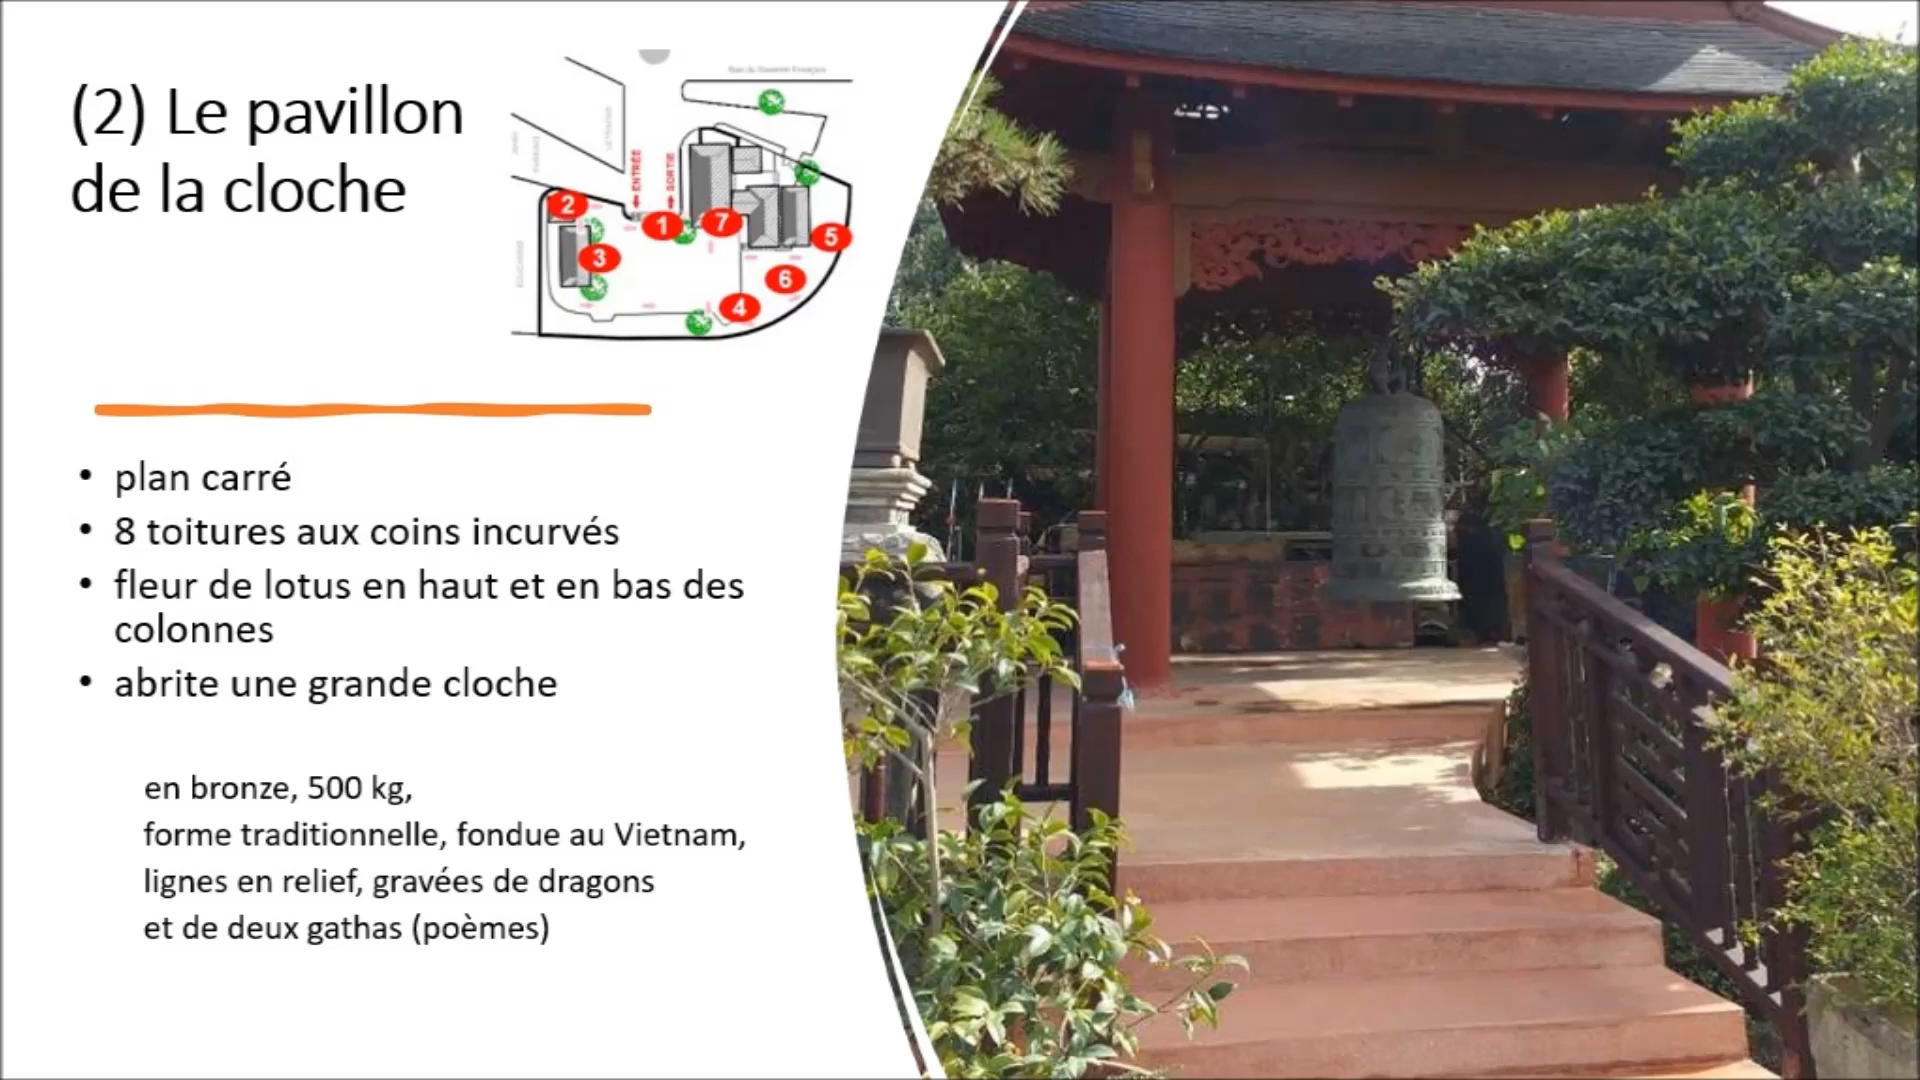 (2) Le pavillon
de la cloche
ENTRÉE
SORTIE
2
1
7
5
3
6
4
• plan carré
• 8 toitures aux coins incurvés
• fleur de lotus en haut et en bas des
colonnes
• abrite une grande cloche
en bronze, 500 kg,
forme traditionnelle, fondue au Vietnam,
lignes en relief, gravées de dragons
et de deux gathas (poèmes)